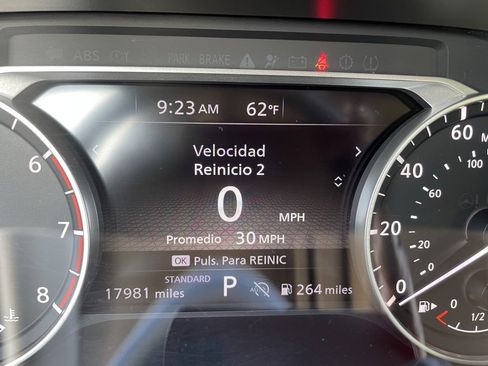 ABS
PARK BRAKE
9:23 AM 62°F
Velocidad
Reinicio 2
0 MPH
Promedio 30 MPH
OK Puls. Para REINIC
STANDARD
17981 miles P 264 miles
6
7
8
60
40
20
0
100
80
60
40
20
0
0 1/2